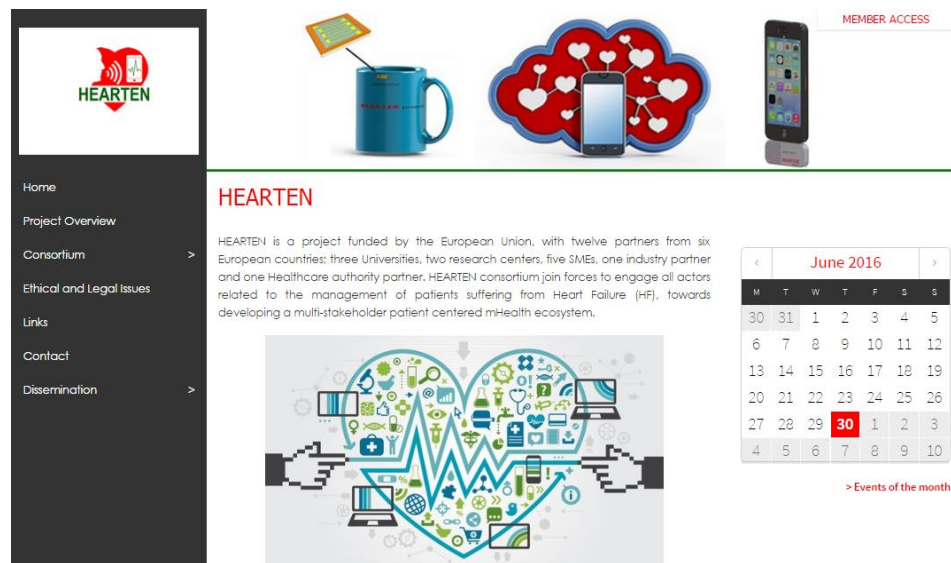 MEMBER ACCESS
HEARTEN
Home
Project Overview
Consortium >
Ethical and Legal Issues
Links
Contact
Dissemination >
HEARTEN
HEARTEN is a project funded by the European Union, with twelve partners from six
European countries; three Universities, two research centers, five SMEs, one industry partner
and one Healthcare authority partner. HEARTEN consortium join forces to engage all actors
related to the management of patients suffering from Heart Failure (HF), towards
developing a multi-stakeholder patient centered mHealth ecosystem.
< June 2016 >
M T W T F S S
30 31 1 2 3 4 5
6 7 8 9 10 11 12
13 14 15 16 17 18 19
20 21 22 23 24 25 26
27 28 29 30 1 2 3
4 5 6 7 8 9 10
> Events of the month